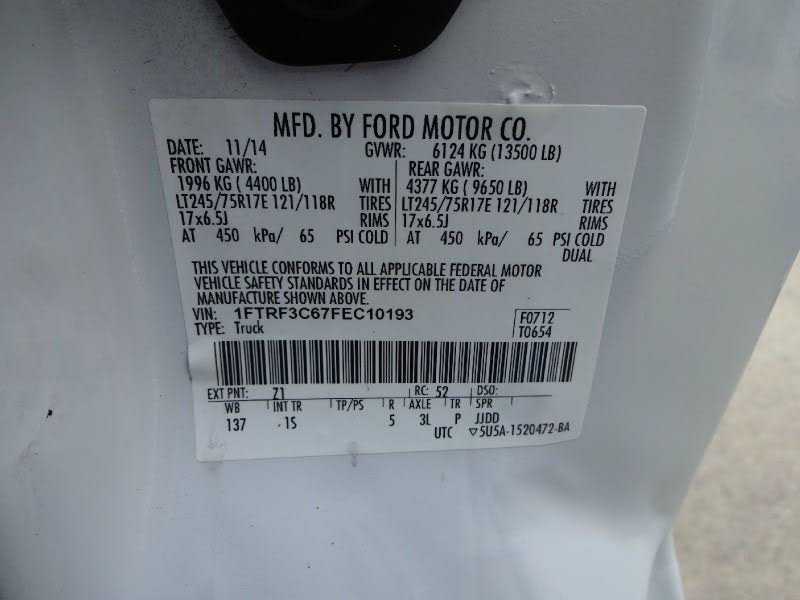 MFD. BY FORD MOTOR CO.
DATE: 11/14 GVWR: 6124 KG (13500 LB)
FRONT GAWR: REAR GAWR:
1996 KG ( 4400 LB) WITH 4377 KG ( 9650 LB) WITH
LT245/75R17E 121/118R TIRES LT245/75R17E 121/118R TIRES
17x6.5J RIMS 17x6.5J RIMS
AT 450 kPa/ 65 PSI COLD AT 450 kPa/ 65 PSI COLD
DUAL
THIS VEHICLE CONFORMS TO ALL APPLICABLE FEDERAL MOTOR
VEHICLE SAFETY STANDARDS IN EFFECT ON THE DATE OF
MANUFACTURE SHOWN ABOVE.
VIN: 1FTRF3C67FEC10193 F0712
TYPE: Truck T0654
EXT PNT: Z1 RC: 52 DSO:
WB INT TR TP/PS R AXLE TR SPR
137 1S 5 3L P JJDD
UTC ▽5U5A-1520472-BA